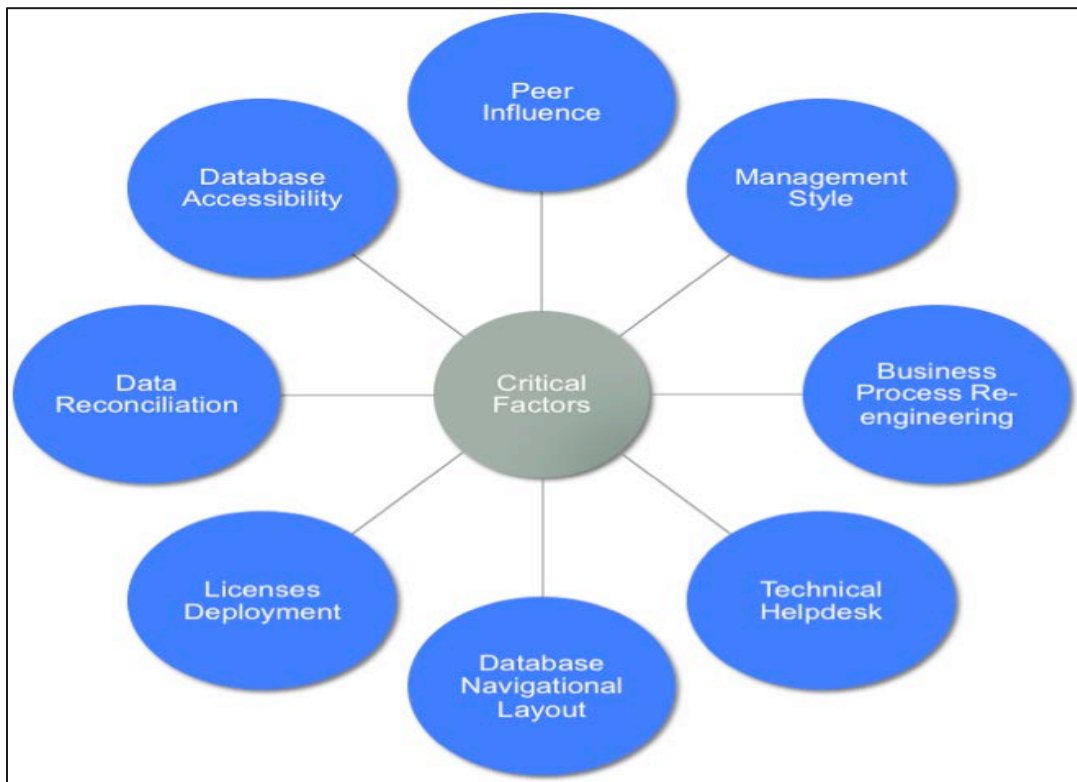 Peer
Influence
Management
Style
Business
Process Re-
engineering
Technical
Helpdesk
Database
Navigational
Layout
Licenses
Deployment
Data
Reconciliation
Database
Accessibility
Critical
Factors